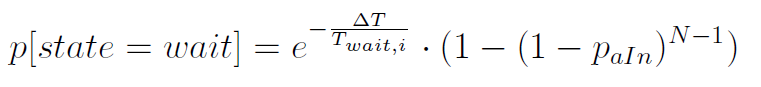 p[state = wait] = e^{-\frac{\Delta T}{T_{wait,i}}} \cdot (1 - (1 - p_{aIn})^{N-1})